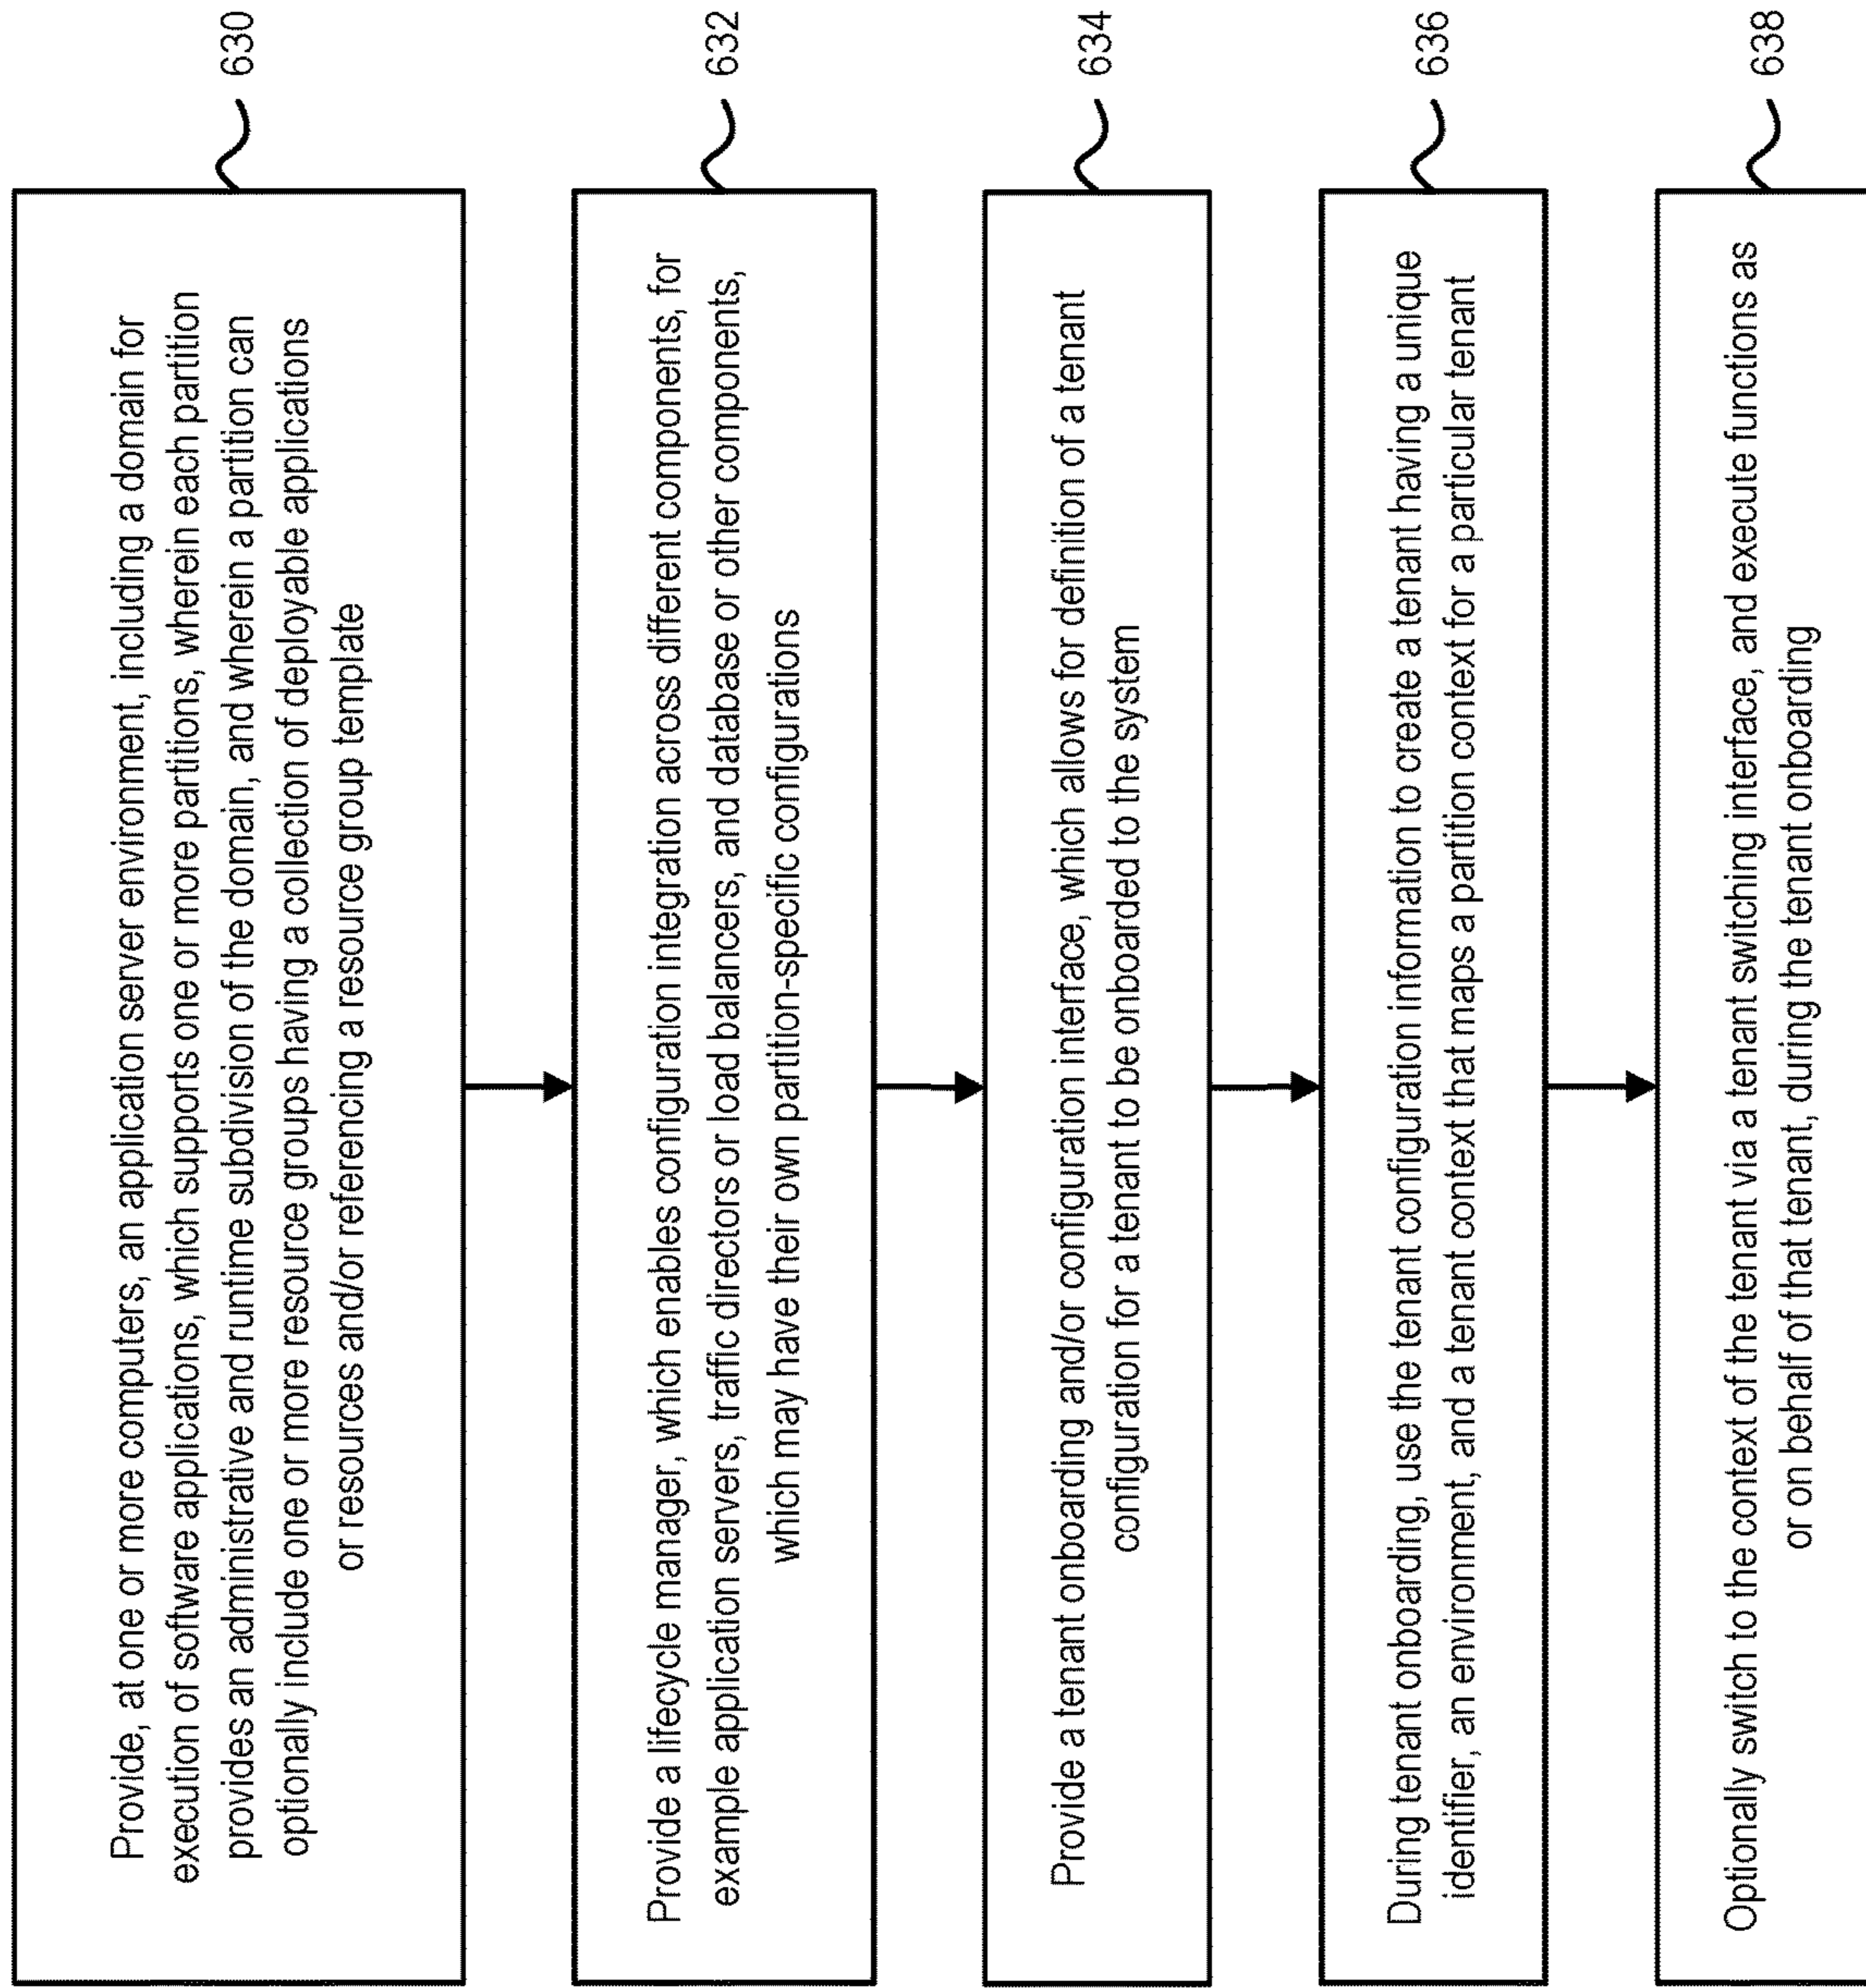 Provide, at one or more computers, an application server environment, including a domain for
execution of software applications, which supports one or more partitions, wherein each partition
provides an administrative and runtime subdivision of the domain, and wherein a partition can
optionally include one or more resource groups having a collection of deployable applications
or resources and/or referencing a resource group template
630
Provide a lifecycle manager, which enables configuration integration across different components, for
example application servers, traffic directors or load balancers, and database or other components,
which may have their own partition-specific configurations
632
Provide a tenant onboarding and/or configuration interface, which allows for definition of a tenant
configuration for a tenant to be onboarded to the system
634
During tenant onboarding, use the tenant configuration information to create a tenant having a unique
identifier, an environment, and a tenant context that maps a partition context for a particular tenant
636
Optionally switch to the context of the tenant via a tenant switching interface, and execute functions as
or on behalf of that tenant, during the tenant onboarding
638